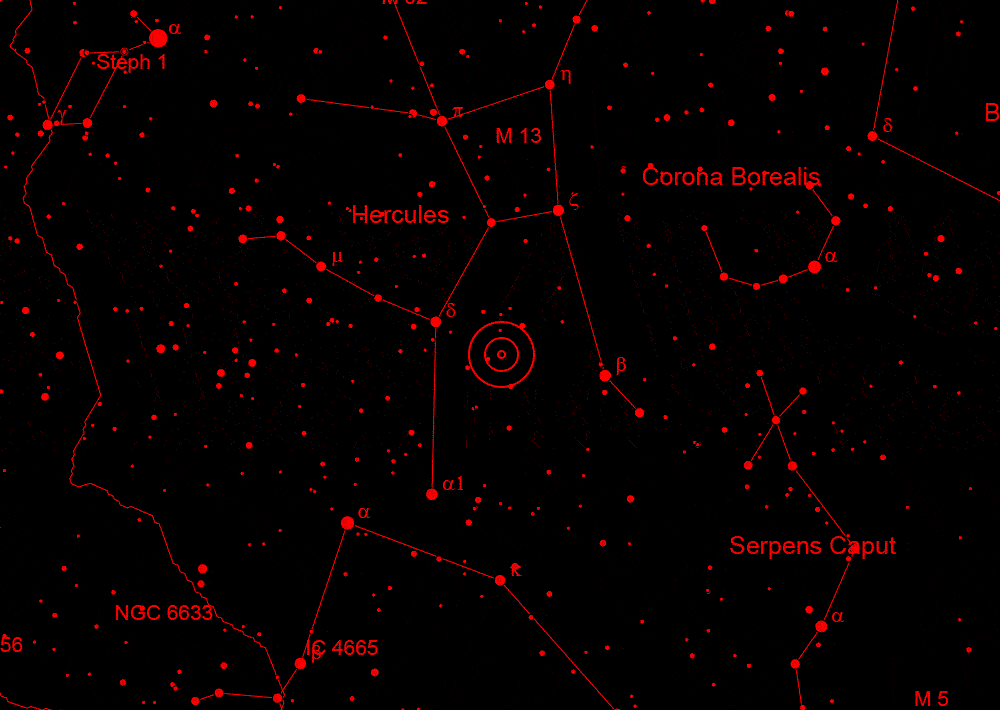 M 92
α
Steph 1
η
γ
π
δ
B
M 13
Corona Borealis
ζ
Hercules
μ
α
δ
β
α1
α
Serpens Caput
κ
NGC 6633
α
56
IC 4665
β
M 5